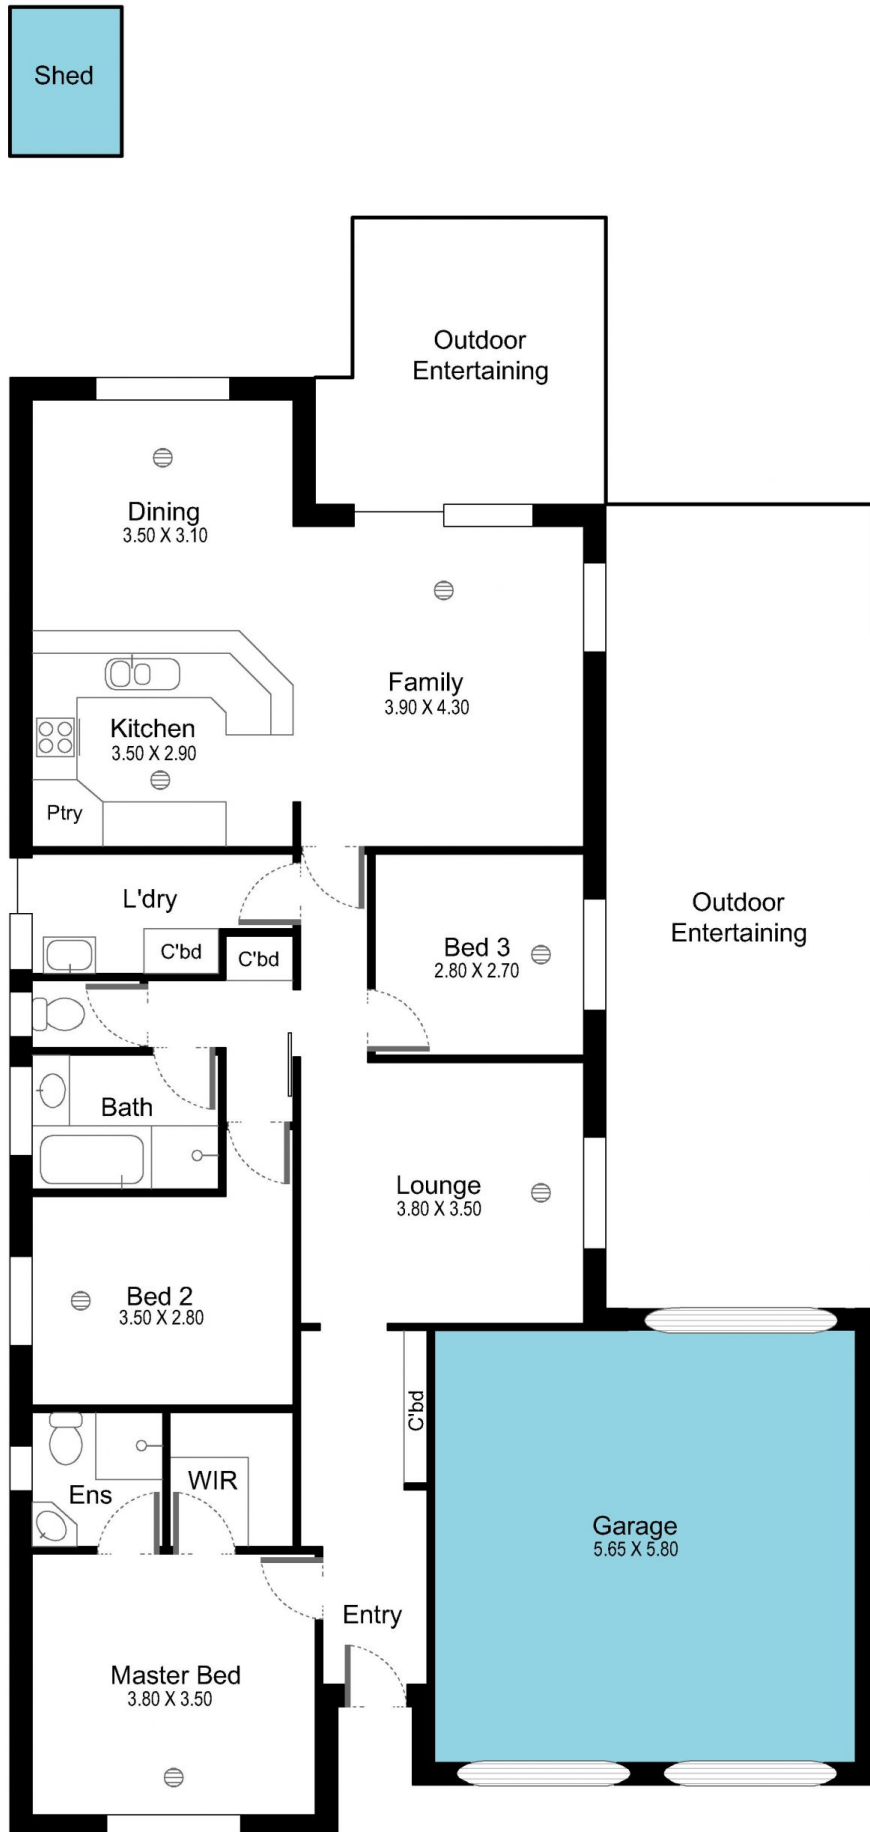 Shed
Outdoor
Entertaining
Dining
3.50 X 3.10
Family
3.90 X 4.30
Kitchen
3.50 X 2.90
Ptry
L'dry
C'bd
C'bd
Bed 3
2.80 X 2.70
Outdoor
Entertaining
Bath
Lounge
3.80 X 3.50
Bed 2
3.50 X 2.80
C'bd
Ens
WIR
Garage
5.65 X 5.80
Entry
Master Bed
3.80 X 3.50